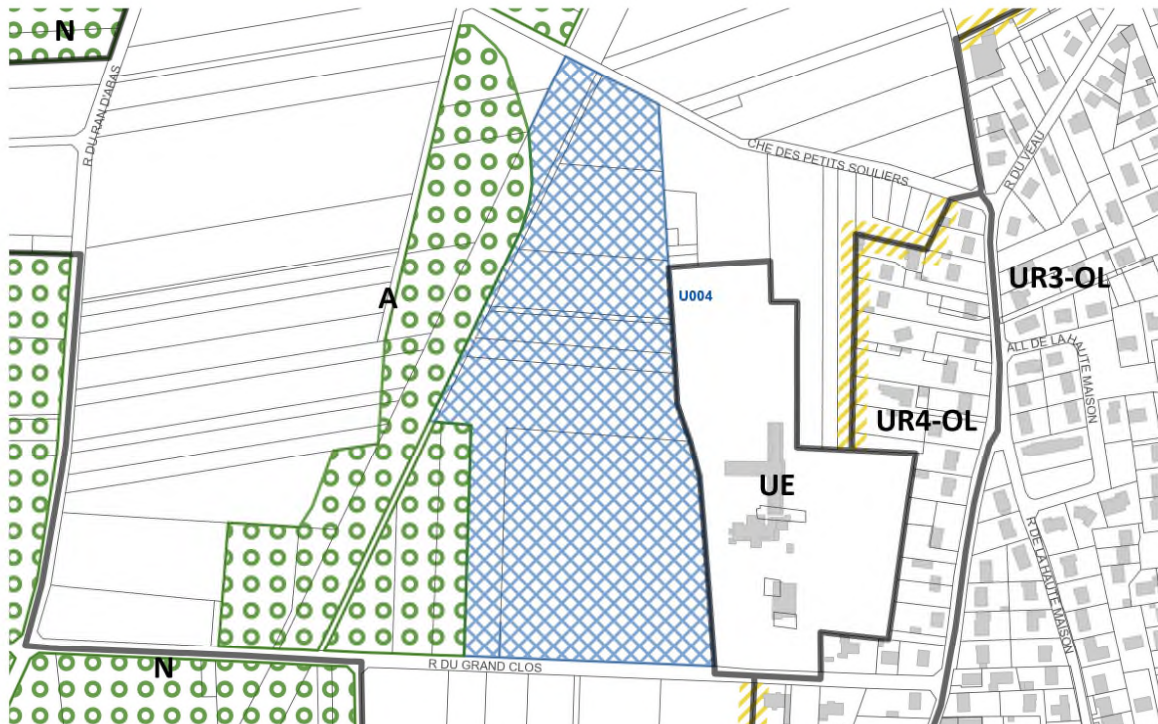 N
R DU RAN D'ABAS
CHE DES PETITS SOULIERS
R DU VEAU
UR3-OL
A
U004
ALL DE LA HAUTE MAISON
UR4-OL
UE
R DE LA HAUTE MAISON
N
R DU GRAND CLOS